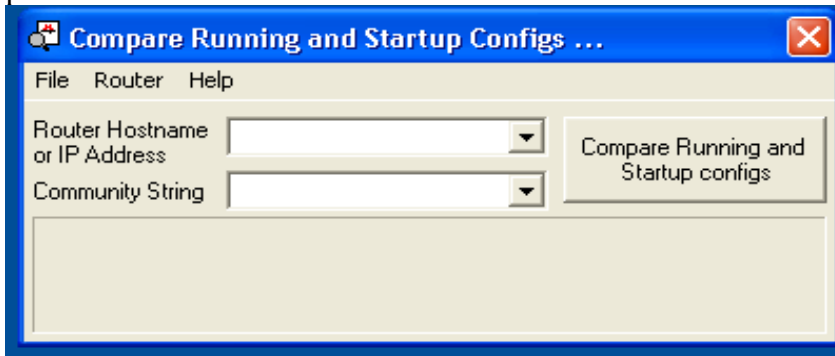 Compare Running and Startup Configs ...
File Router Help
Router Hostname
or IP Address
Compare Running and
Startup configs
Community String